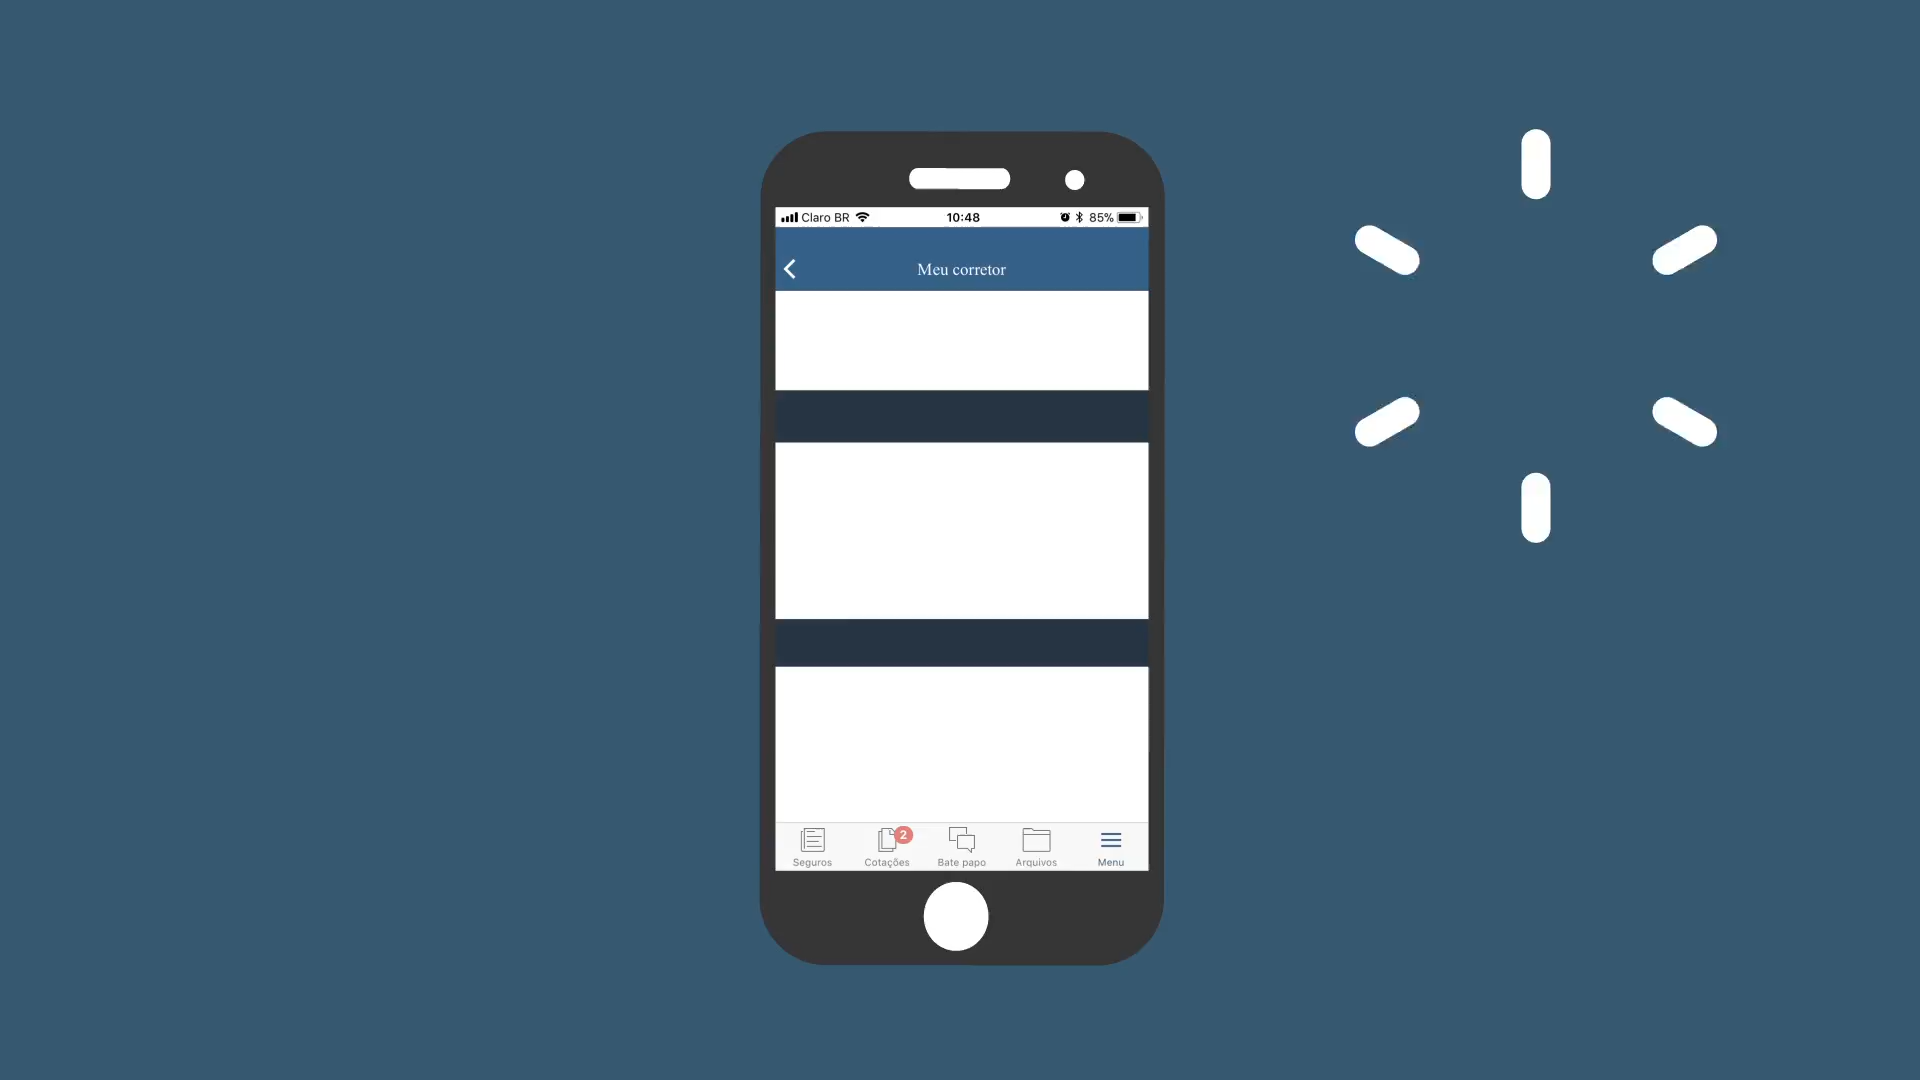 Claro BR 10:48 85%
Meu corretor
2
Seguros Cotações Bate papo Arquivos Menu